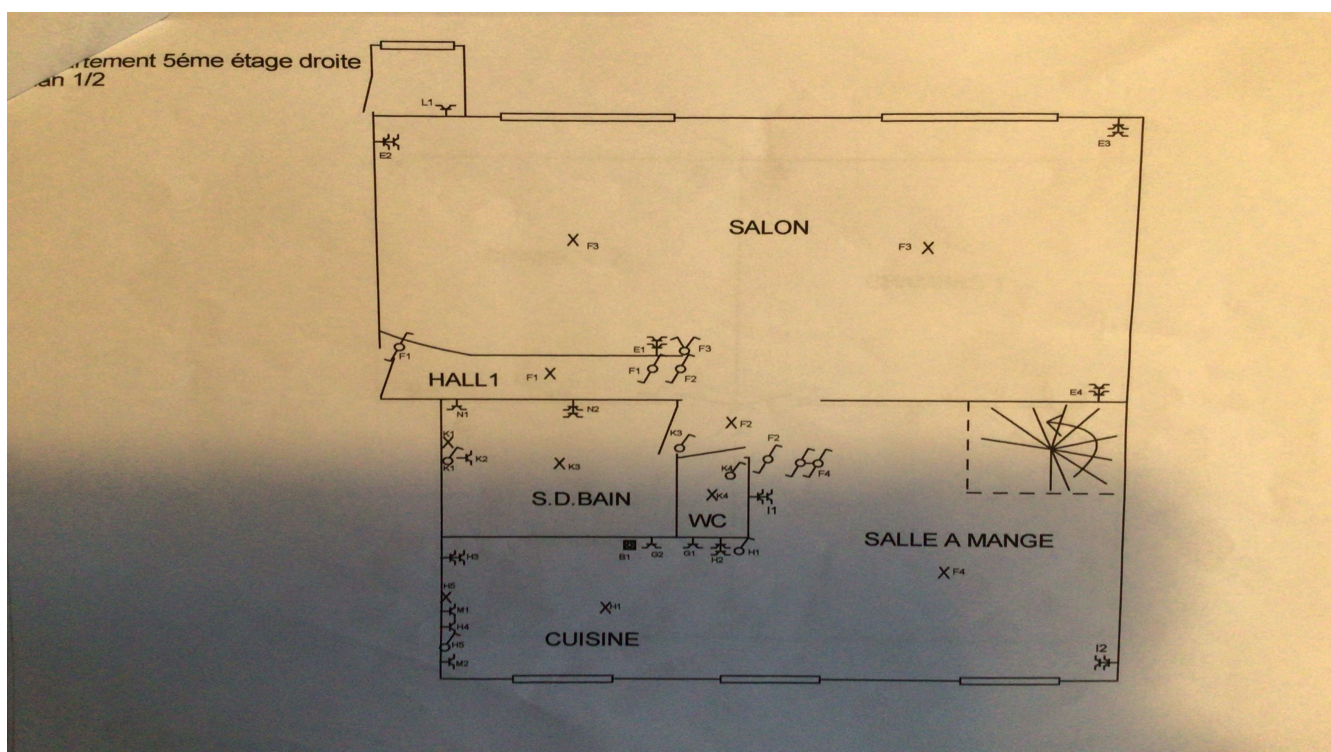 artement 5éme étage droite
an 1/2
L1
E2
E3
SALON
F3
F3
F1
E1
F3
HALL1
F1
F1
F2
E4
N1
N2
K1
K3
F2
K1
K2
K3
K4
F2
F4
S.D.BAIN
K4
WC
I1
B1
G2
G1
H2
H1
SALLE A MANGE
H3
F4
H5
M1
H1
H4
CUISINE
H5
M2
I2